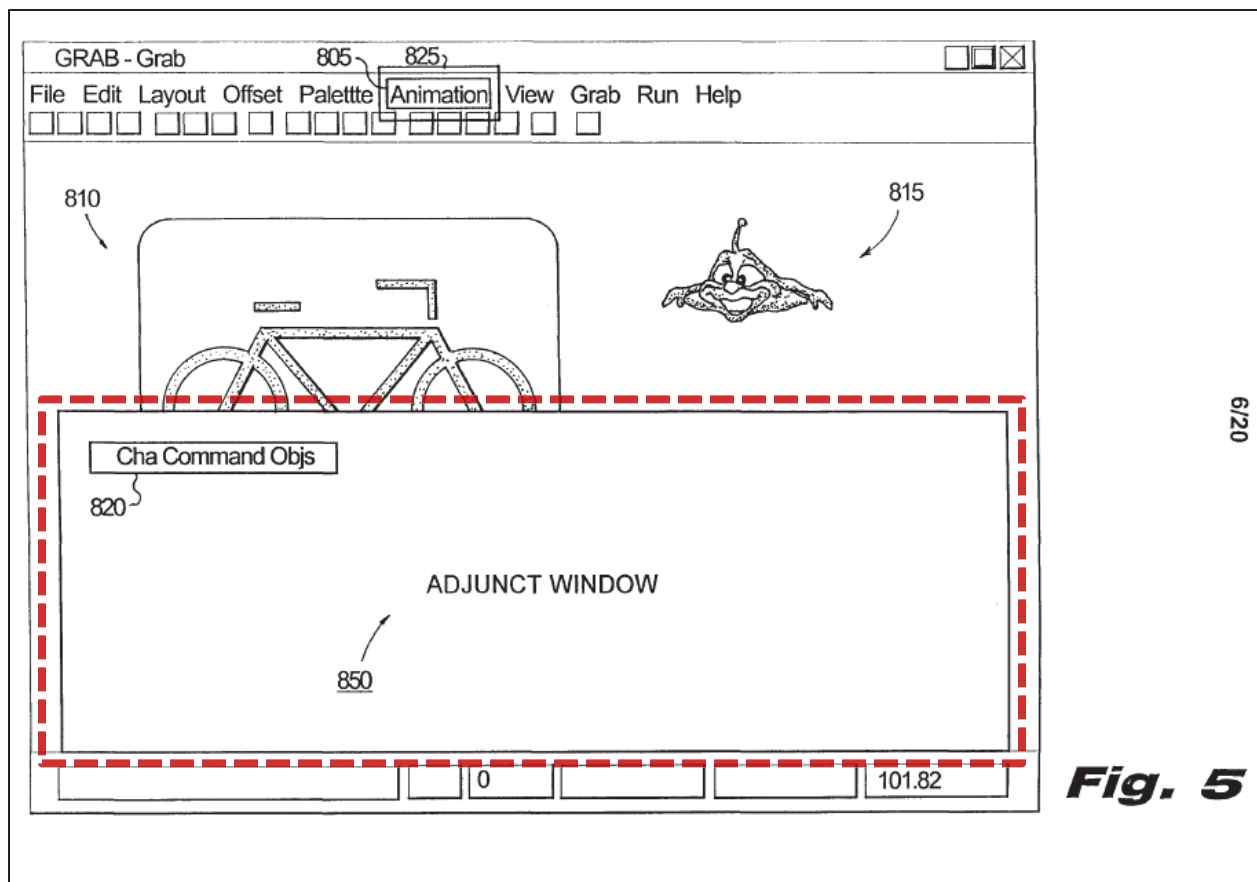 GRAB - Grab
805
825
File Edit Layout Offset Palettte Animation View Grab Run Help
810
815
Cha Command Objs
820
ADJUNCT WINDOW
850
0
101.82
6/20
Fig. 5